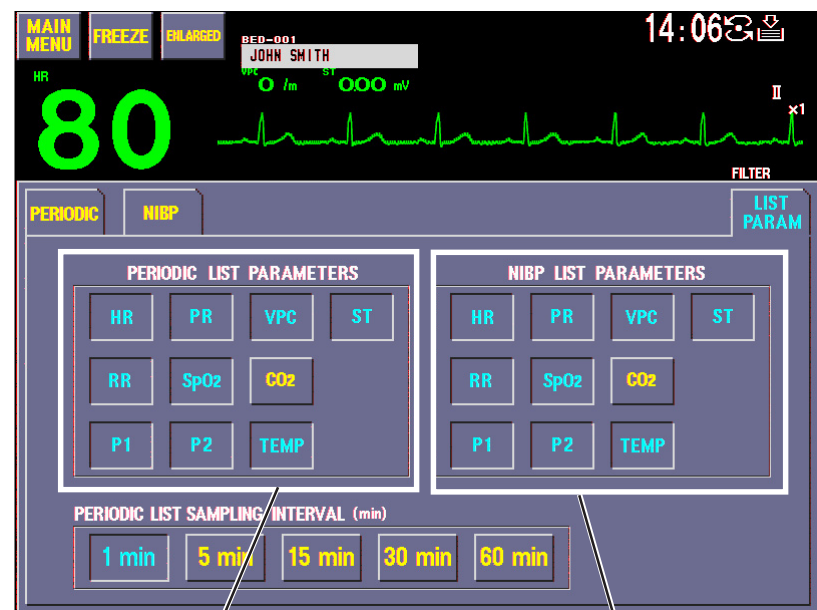 MAIN MENU FREEZE ENLARGED
BED-001
JOHN SMITH
14:06
HR
80
VPC 0 /m ST 0.00 mV
II
×1
FILTER
PERIODIC NIBP LIST PARAM
PERIODIC LIST PARAMETERS
HR PR VPC ST
RR SpO2 CO2
P1 P2 TEMP
NIBP LIST PARAMETERS
HR PR VPC ST
RR SpO2 CO2
P1 P2 TEMP
PERIODIC LIST SAMPLING INTERVAL (min)
1 min 5 min 15 min 30 min 60 min